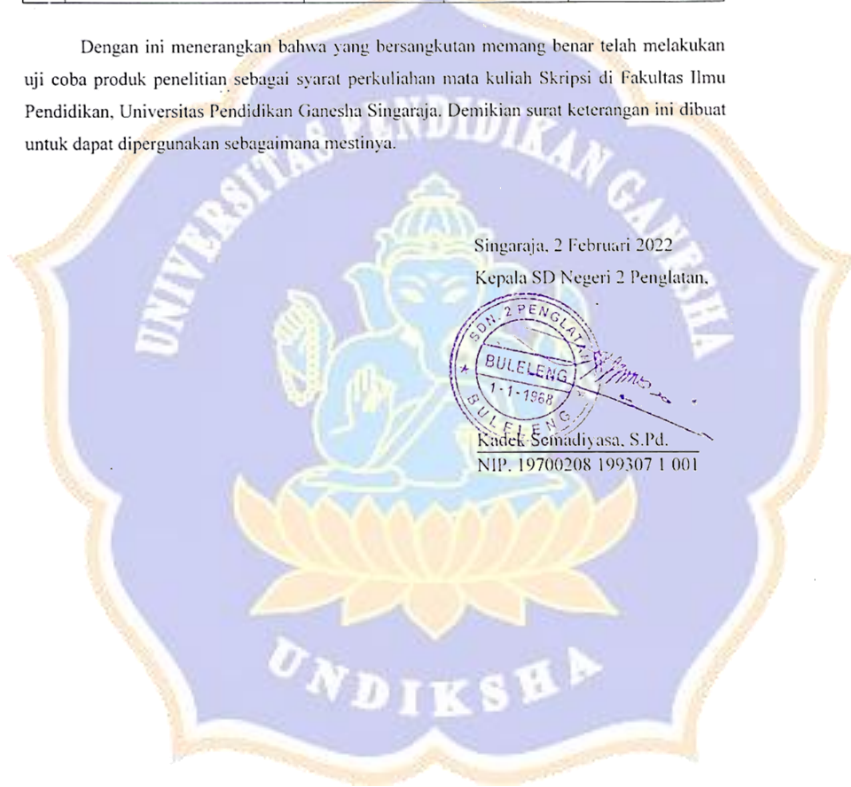 Dengan ini menerangkan bahwa yang bersangkutan memang benar telah melakukan
uji coba produk penelitian sebagai syarat perkuliahan mata kuliah Skripsi di Fakultas Ilmu
Pendidikan, Universitas Pendidikan Ganesha Singaraja. Demikian surat keterangan ini dibuat
untuk dapat dipergunakan sebagaimana mestinya.
UNIVERSITAS PENDIDIKAN GANESHA
Singaraja, 2 Februari 2022
Kepala SD Negeri 2 Penglatan,
SDN. 2 PENGLATAN
BULELENG
1-1-1968
BULELENG
Kadek Semadiyasa, S.Pd.
NIP. 19700208 199307 1 001
UNDIKSHA